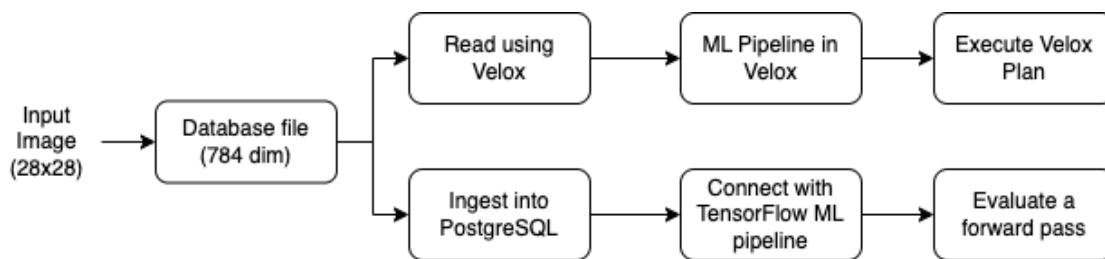 Input
Image
(28x28)
Database file
(784 dim)
Read using
Velox
ML Pipeline in
Velox
Execute Velox
Plan
Ingest into
PostgreSQL
Connect with
TensorFlow ML
pipeline
Evaluate a
forward pass